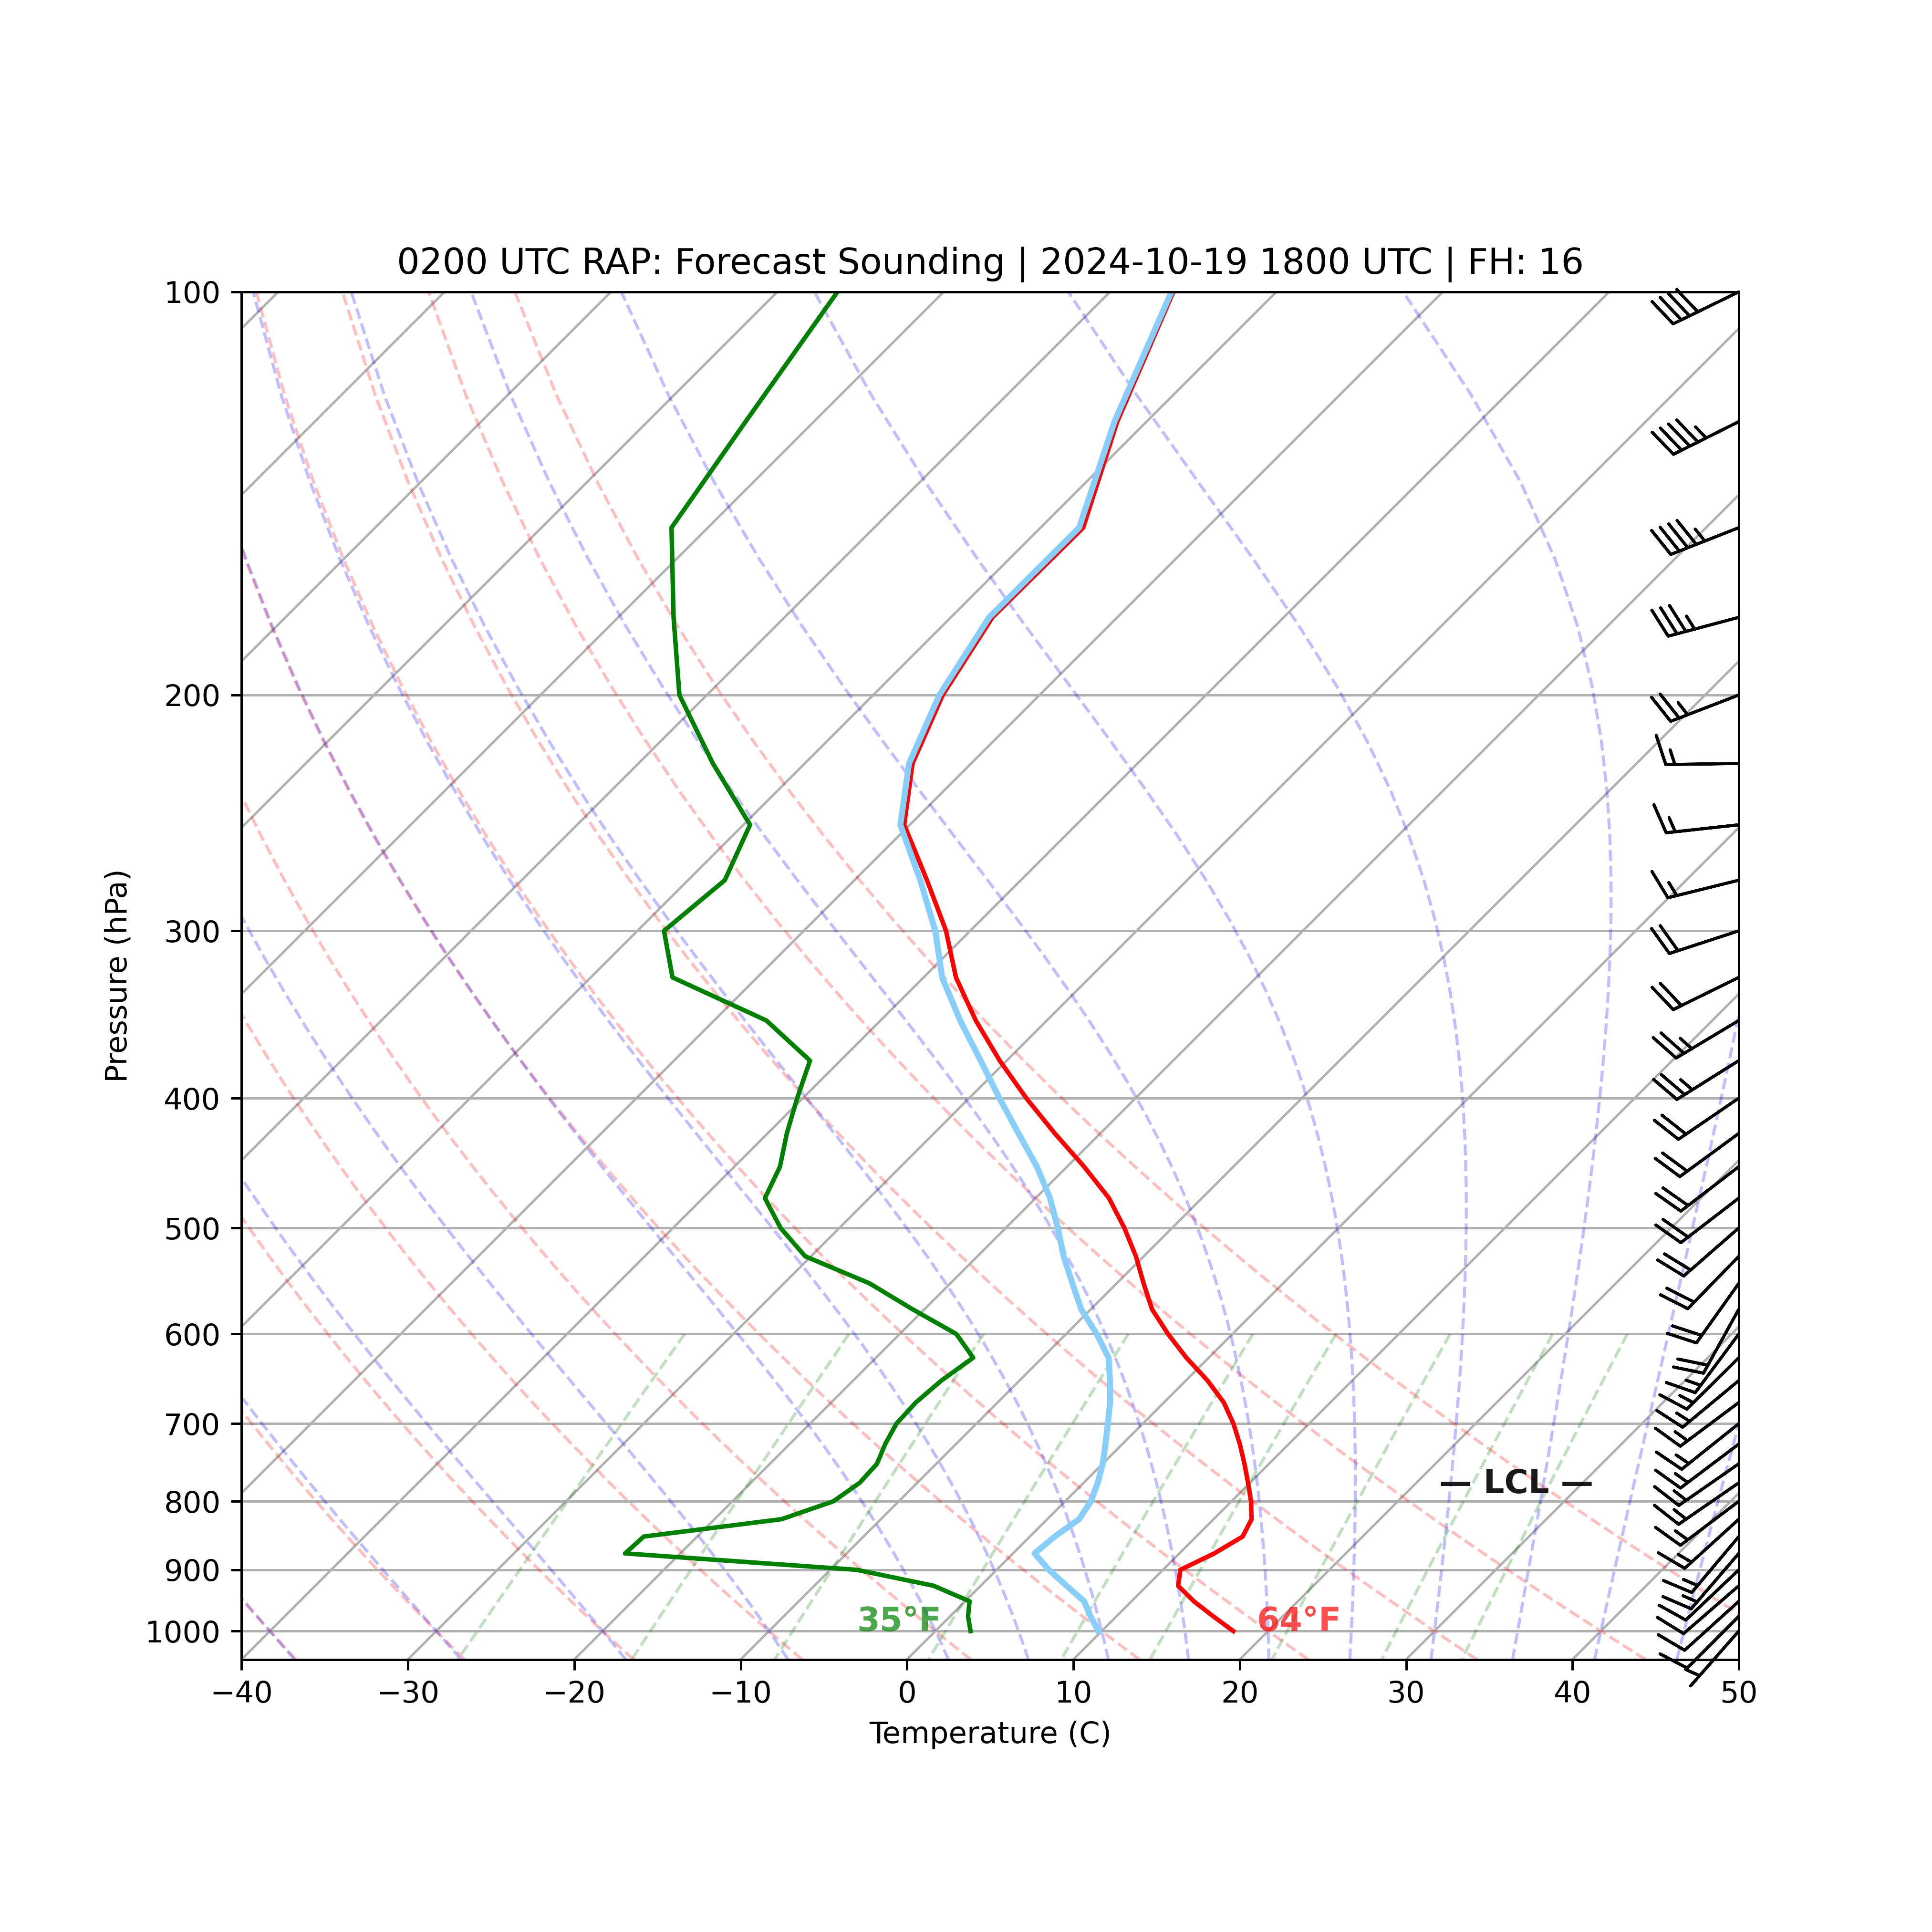 0200 UTC RAP: Forecast Sounding | 2024-10-19 1800 UTC | FH: 16
100
200
300
400
500
600
700
800
900
1000
Pressure (hPa)
— LCL —
35°F
64°F
−40 −30 −20 −10 0 10 20 30 40 50
Temperature (C)